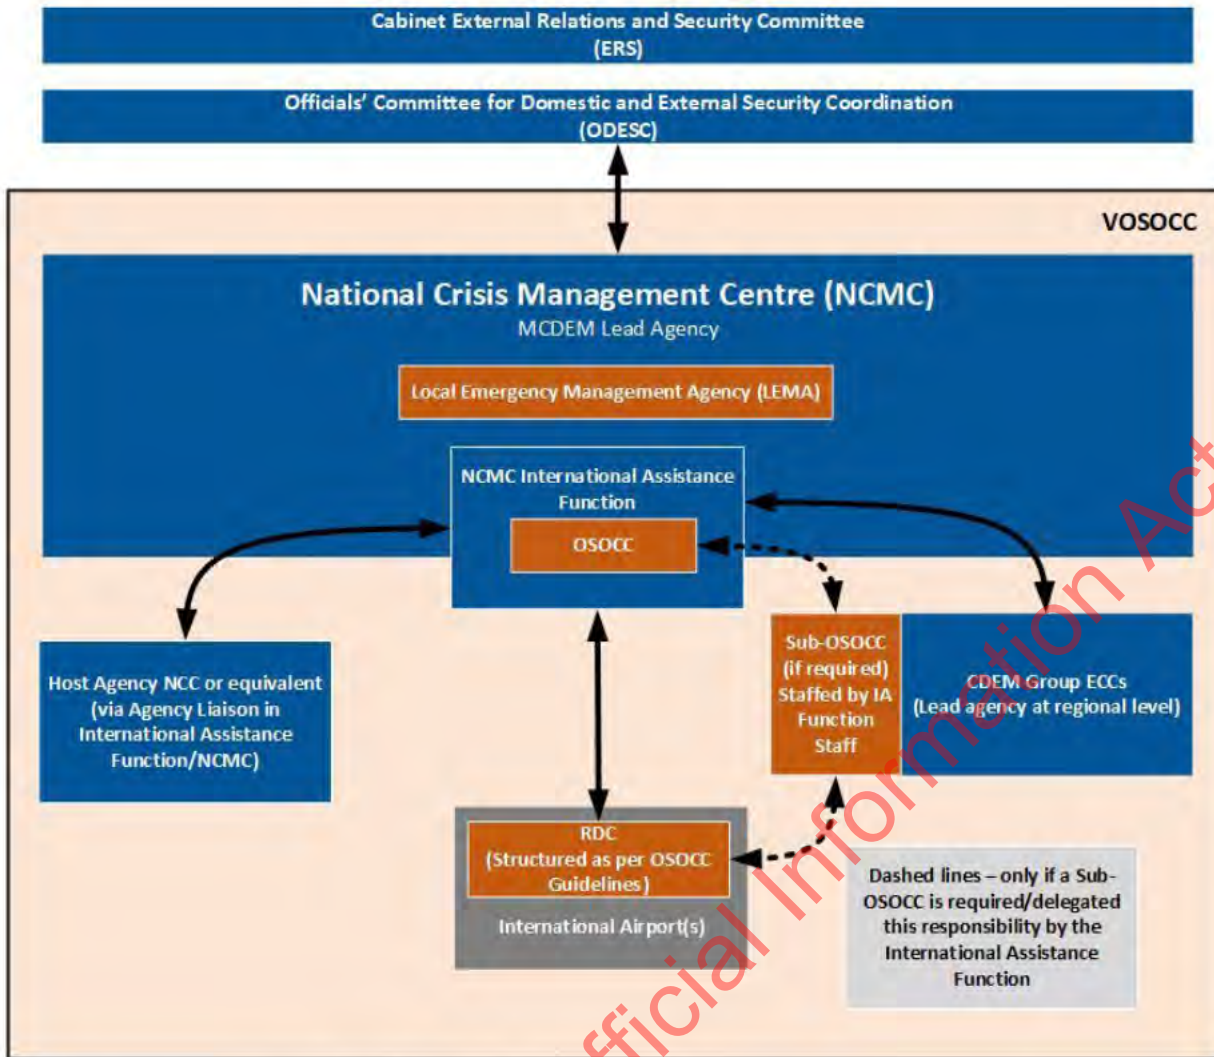 Cabinet External Relations and Security Committee
(ERS)
Officials' Committee for Domestic and External Security Coordination
(ODESC)
VOSOCC
National Crisis Management Centre (NCMC)
MCDEM Lead Agency
Local Emergency Management Agency (LEMA)
NCMC International Assistance
Function
OSOCC
Host Agency NCC or equivalent
(via Agency Liaison in
International Assistance
Function/NCMC)
Sub-OSOCC
(if required)
Staffed by IA
Function
Staff
CDEM Group ECCs
(Lead agency at regional level)
RDC
(Structured as per OSOCC
Guidelines)
International Airport(s)
Dashed lines – only if a Sub-
OSOCC is required/delegated
this responsibility by the
International Assistance
Function
fficial Information Act